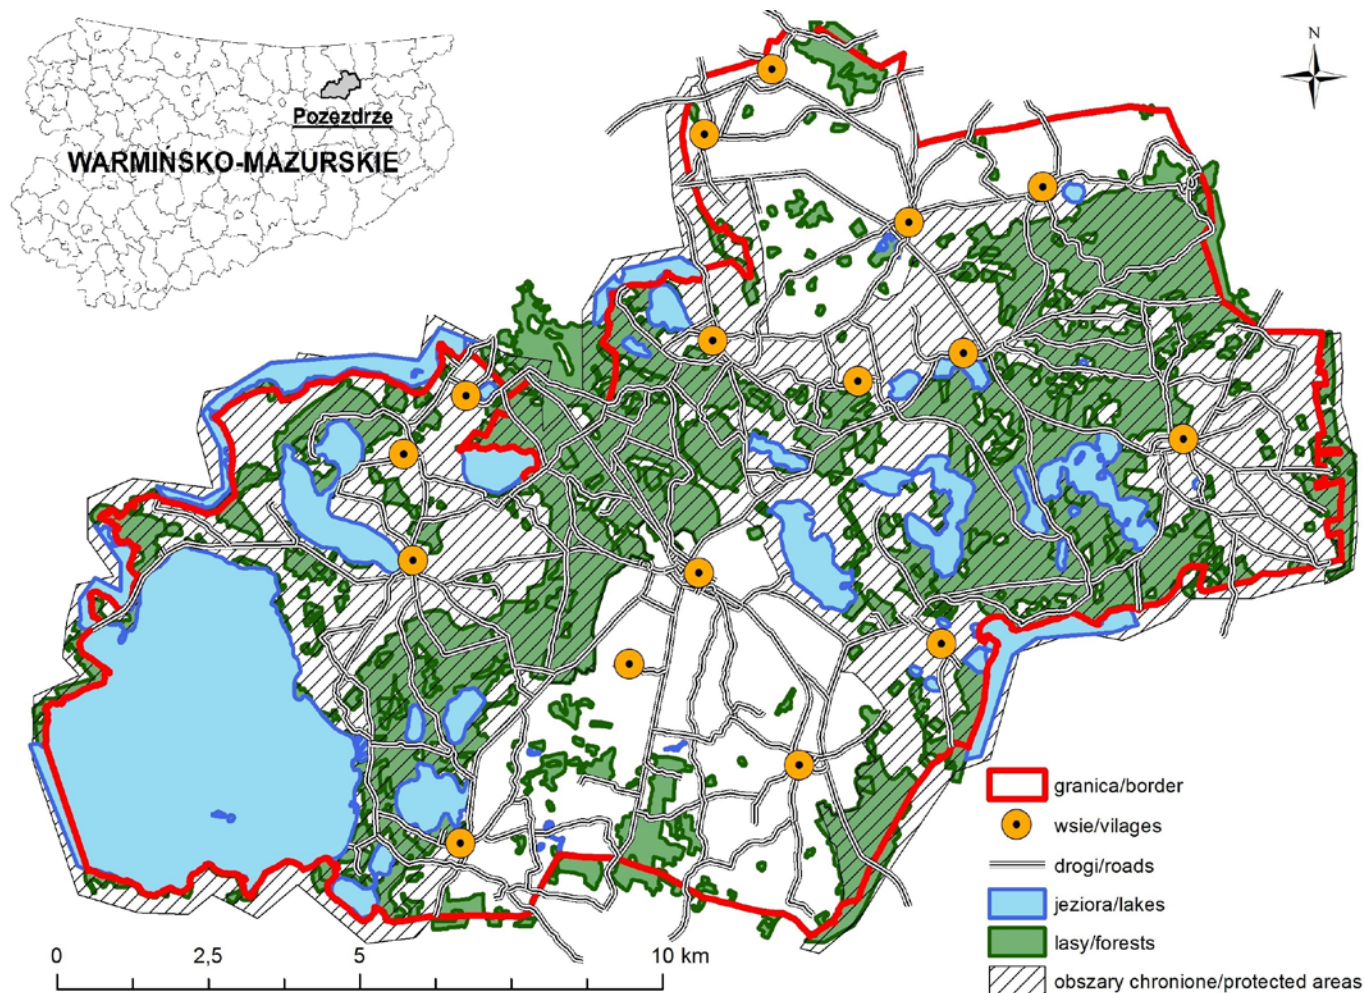 N
Pozezdrze
WARMIŃSKO-MAZURSKIE
granica/border
wsie/vilages
drogi/roads
jeziora/lakes
lasy/forests
obszary chronione/protected areas
0 2,5 5 10 km